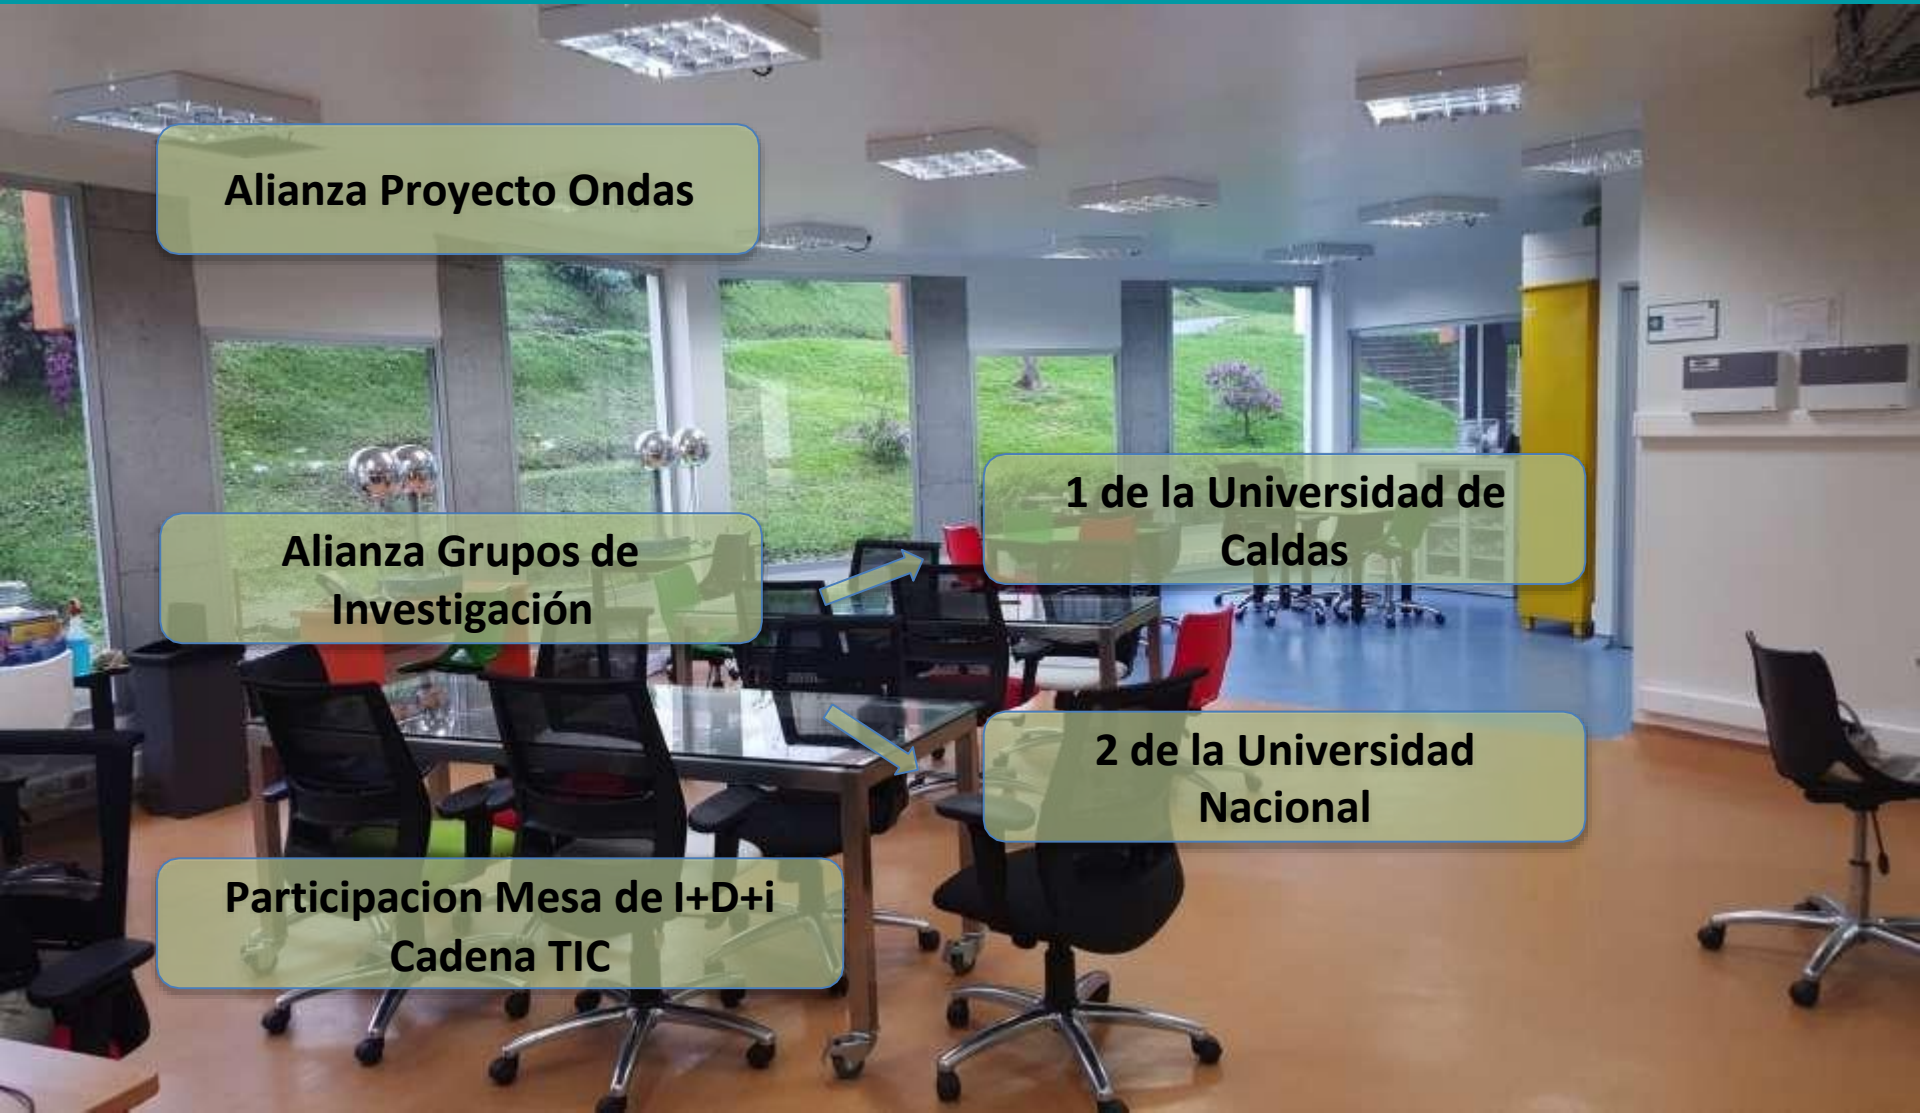 Alianza Proyecto Ondas
Alianza Grupos de
Investigación
1 de la Universidad de
Caldas
2 de la Universidad
Nacional
Participacion Mesa de I+D+i
Cadena TIC